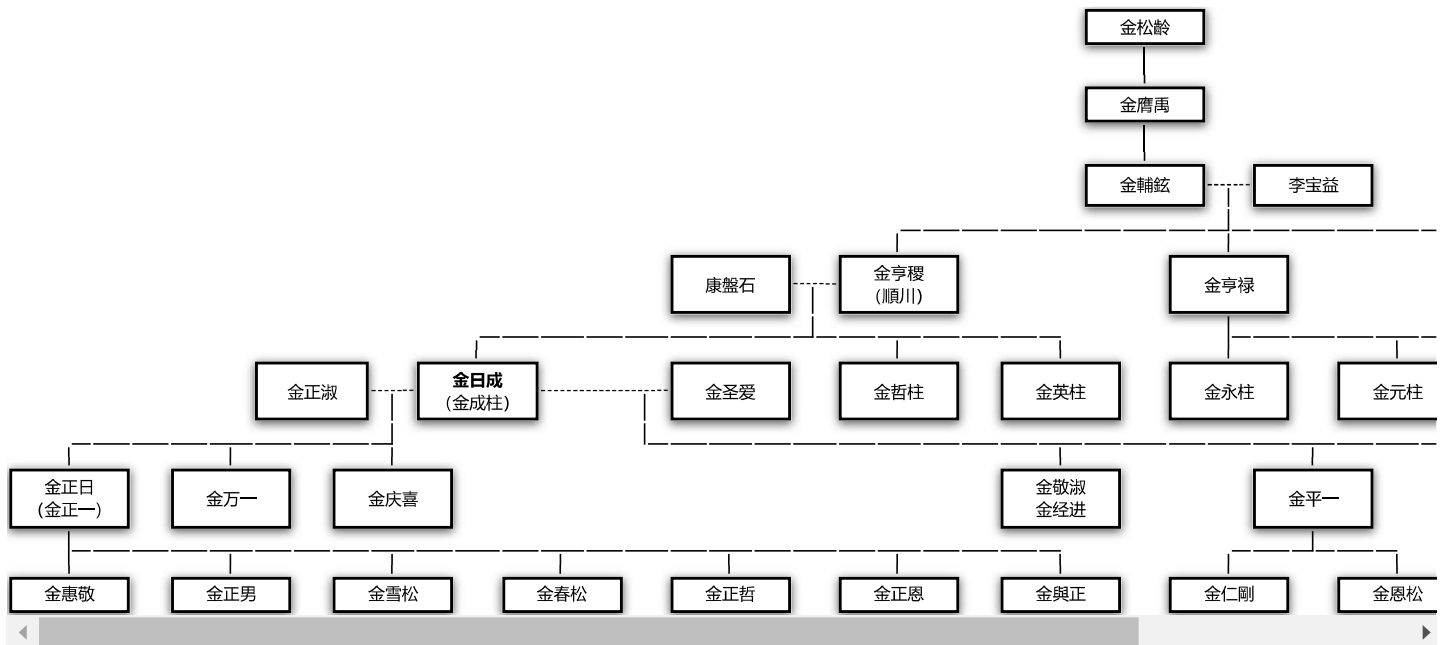 金松齢
金膺禹
金輔鉉
李宝益
康盤石
金亨稷
（順川）
金亨禄
金正淑
金日成
（金成柱）
金圣爱
金哲柱
金英柱
金永柱
金元柱
金正日
（金正一）
金万一
金庆喜
金敬淑
金经进
金平一
金惠敬
金正男
金雪松
金春松
金正哲
金正恩
金與正
金仁剛
金恩松